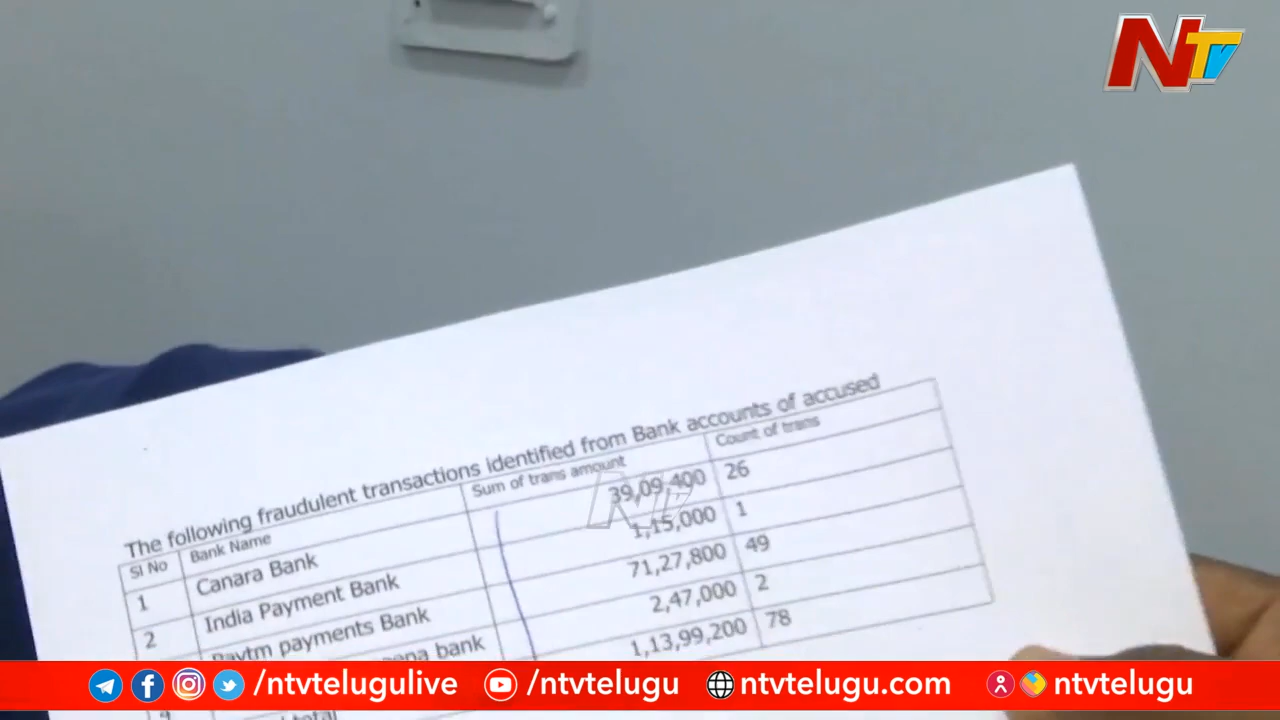 NTV
The following fraudulent transactions identified from Bank accounts of accused
Sl No Bank Name Sum of trans amount Count of trans
1 Canara Bank 39,09,400 26
2 India Payment Bank 1,15,000 1
Paytm payments Bank 71,27,800 49
bank 2,47,000 2
total 1,13,99,200 78
NTV
/ntvtelugulive /ntvtelugu ntvtelugu.com ntvtelugu